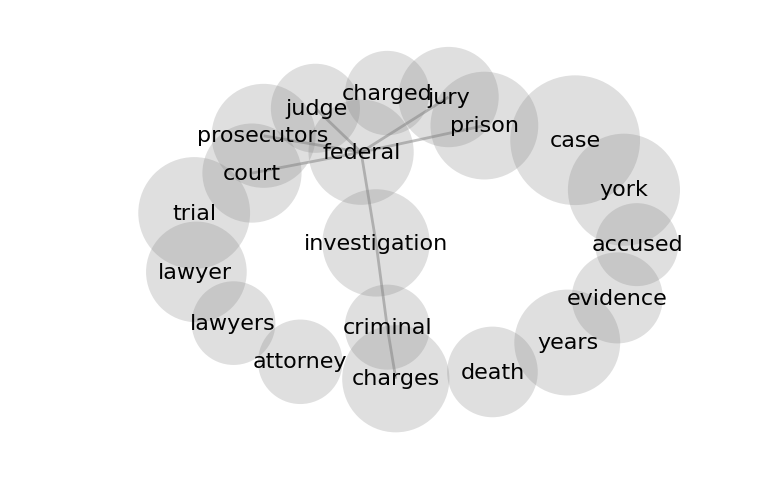 charged
jury
judge
prison
prosecutors
case
federal
court
york
trial
investigation
accused
lawyer
evidence
lawyers
criminal
years
attorney
death
charges